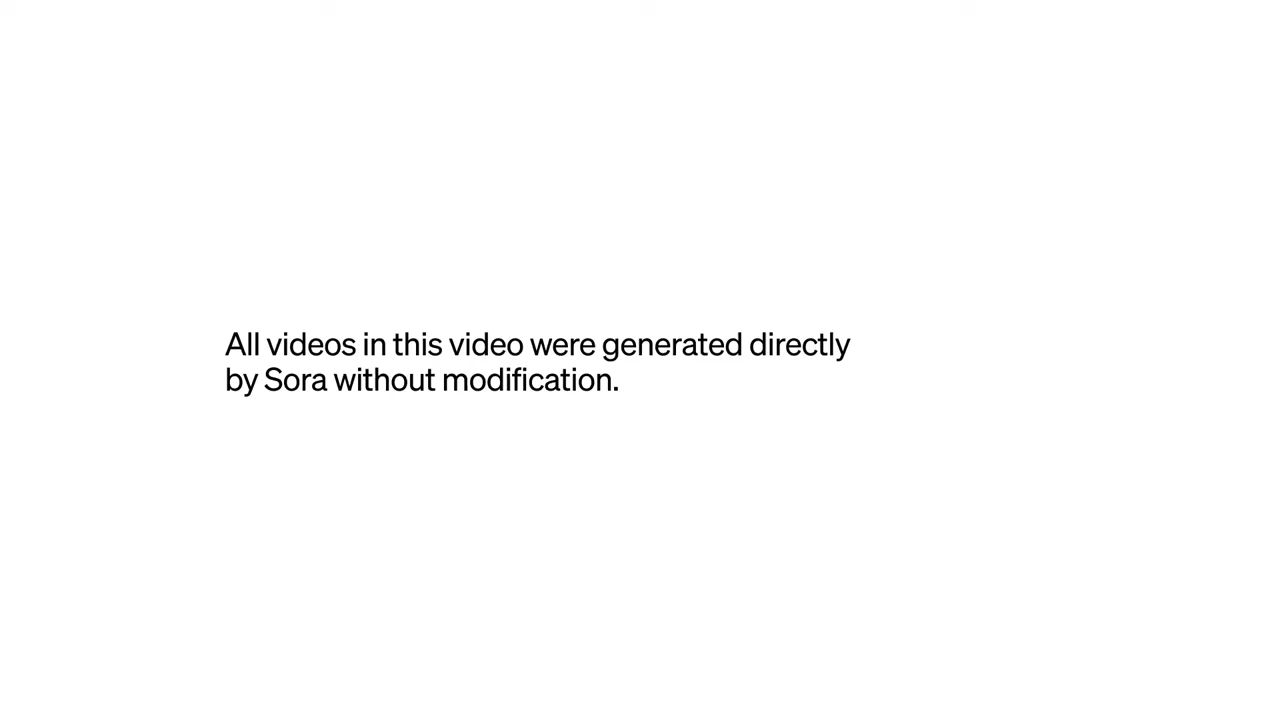 All videos in this video were generated directly
by Sora without modification.